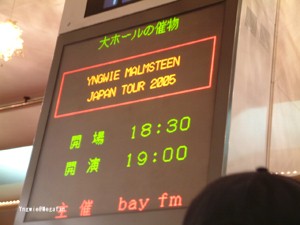 大ホールの催物
YNGWIE MALMSTEEN
JAPAN TOUR 2005
開場 18:30
開演 19:00
主催 bay fm